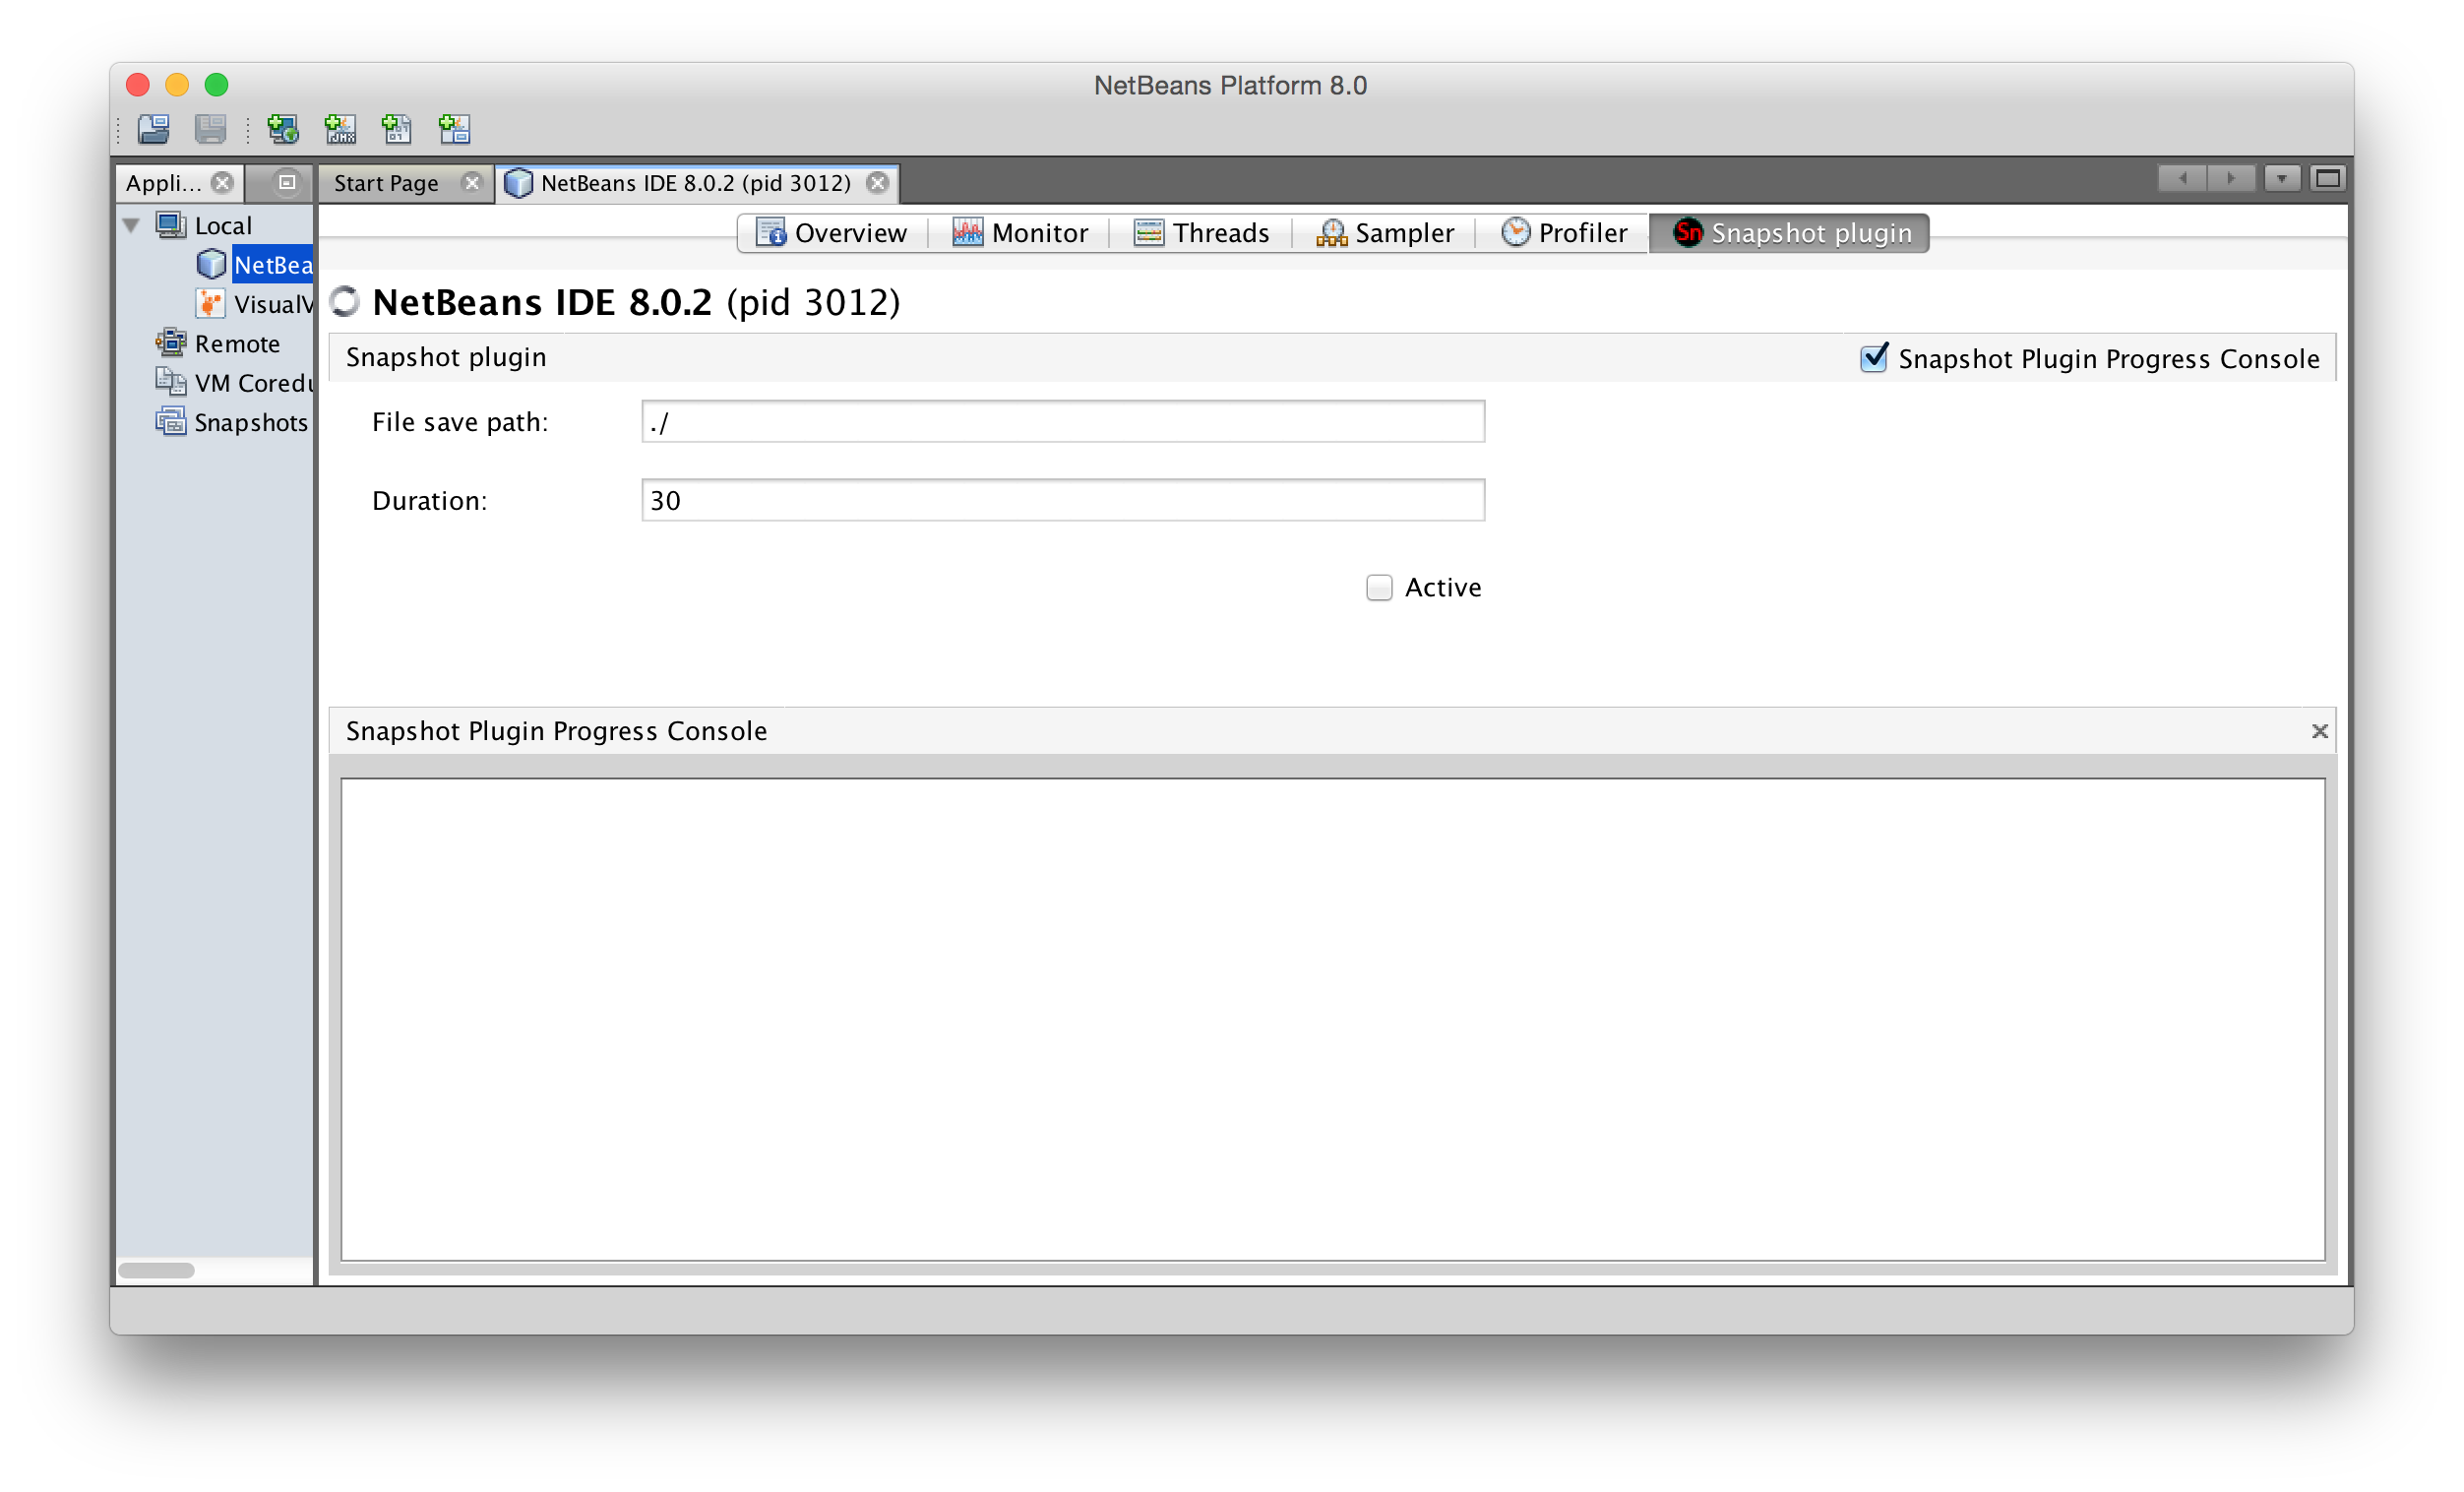 NetBeans Platform 8.0
Appli...
Start Page
NetBeans IDE 8.0.2 (pid 3012)
Local
NetBea
VisualV
Remote
VM Coredu
Snapshots
Overview
Monitor
Threads
Sampler
Profiler
Sn Snapshot plugin
NetBeans IDE 8.0.2 (pid 3012)
Snapshot plugin
Snapshot Plugin Progress Console
File save path:
./
Duration:
30
Active
Snapshot Plugin Progress Console